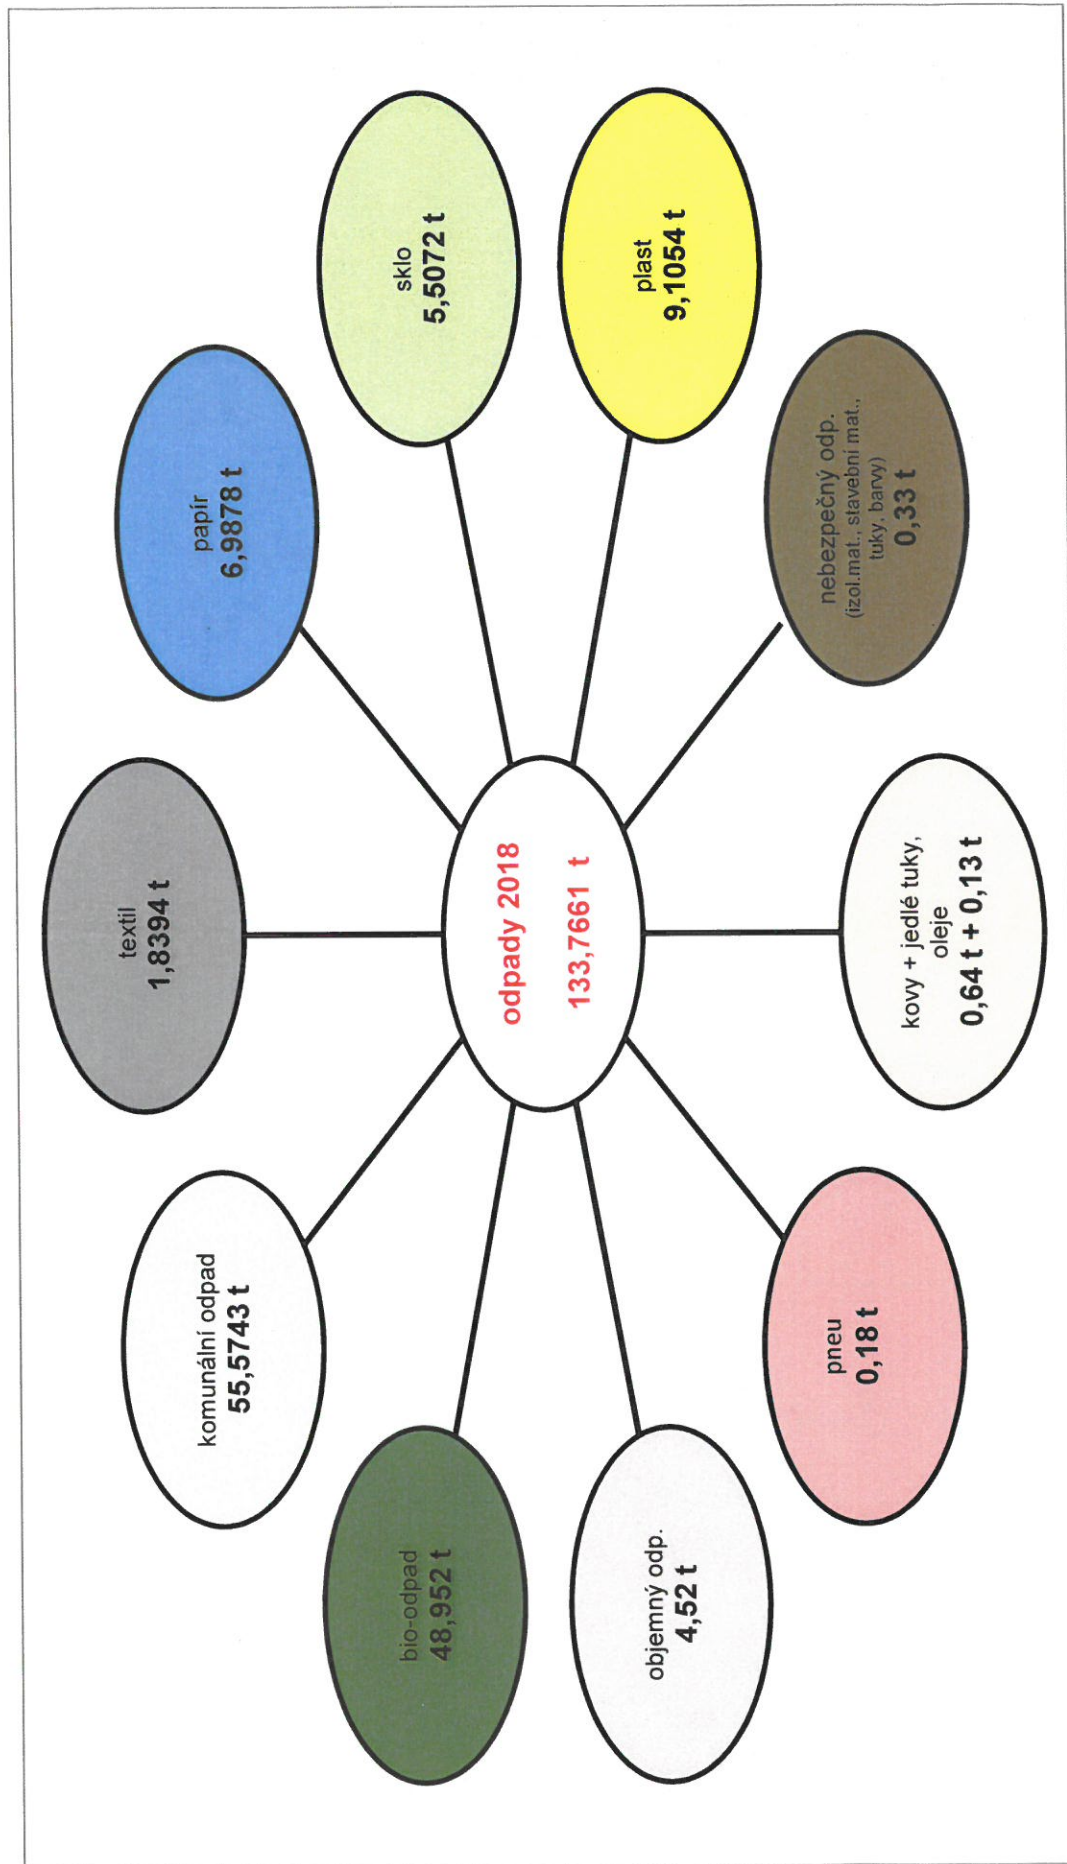 textil
1,8394 t
papír
6,9878 t
sklo
5,5072 t
plast
9,1054 t
nebezpečný odp.
(izol.mat., stavební mat.,
tuky, barvy)
0,33 t
kovy + jedlé tuky,
oleje
0,64 t + 0,13 t
pneu
0,18 t
objemný odp.
4,52 t
bio-odpad
48,952 t
komunální odpad
55,5743 t
odpady 2018
133,7661 t